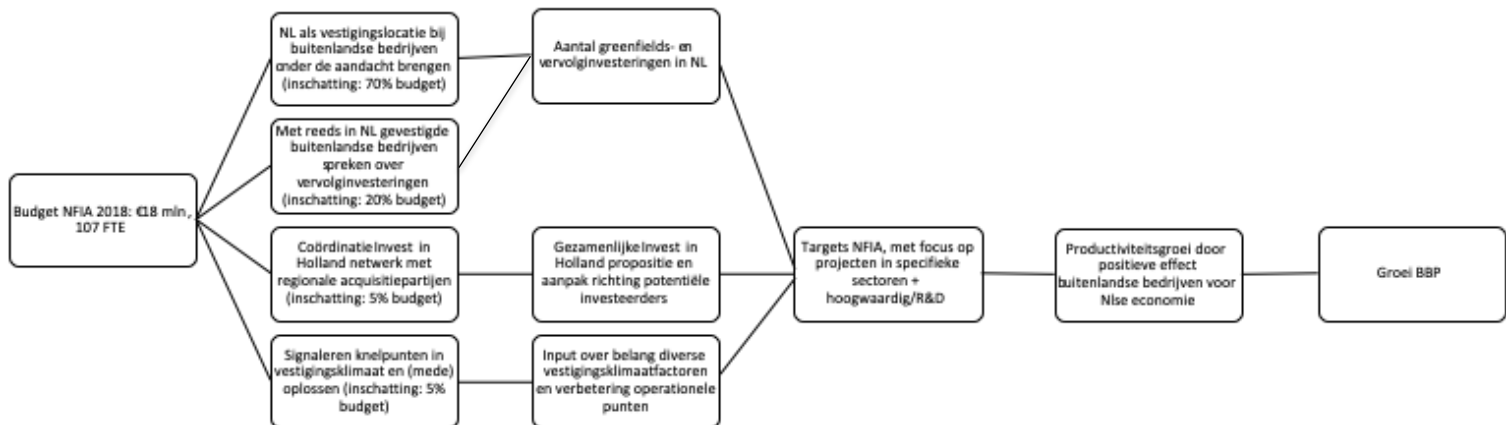 Budget NFIA 2018: €18 mln,
107 FTE
NL als vestigingslocatie bij
buitenlandse bedrijven
onder de aandacht brengen
(inschatting: 70% budget)
Met reeds in NL gevestigde
buitenlandse bedrijven
spreken over
vervolginvesteringen
(inschatting: 20% budget)
Coördinatie Invest in
Holland netwerk met
regionale acquisitiepartijen
(inschatting: 5% budget)
Signaleren knelpunten in
vestigingsklimaat en (mede)
oplossen (inschatting: 5%
budget)
Aantal greenfields- en
vervolginvesteringen in NL
Gezamenlijke Invest in
Holland propositie en
aanpak richting potentiële
investeerders
Input over belang diverse
vestigingsklimaatfactoren
en verbetering operationele
punten
Targets NFIA, met focus op
projecten in specifieke
sectoren +
hoogwaardig/R&D
Productiviteitsgroei door
positieve effect
buitenlandse bedrijven voor
Nlse economie
Groei BBP